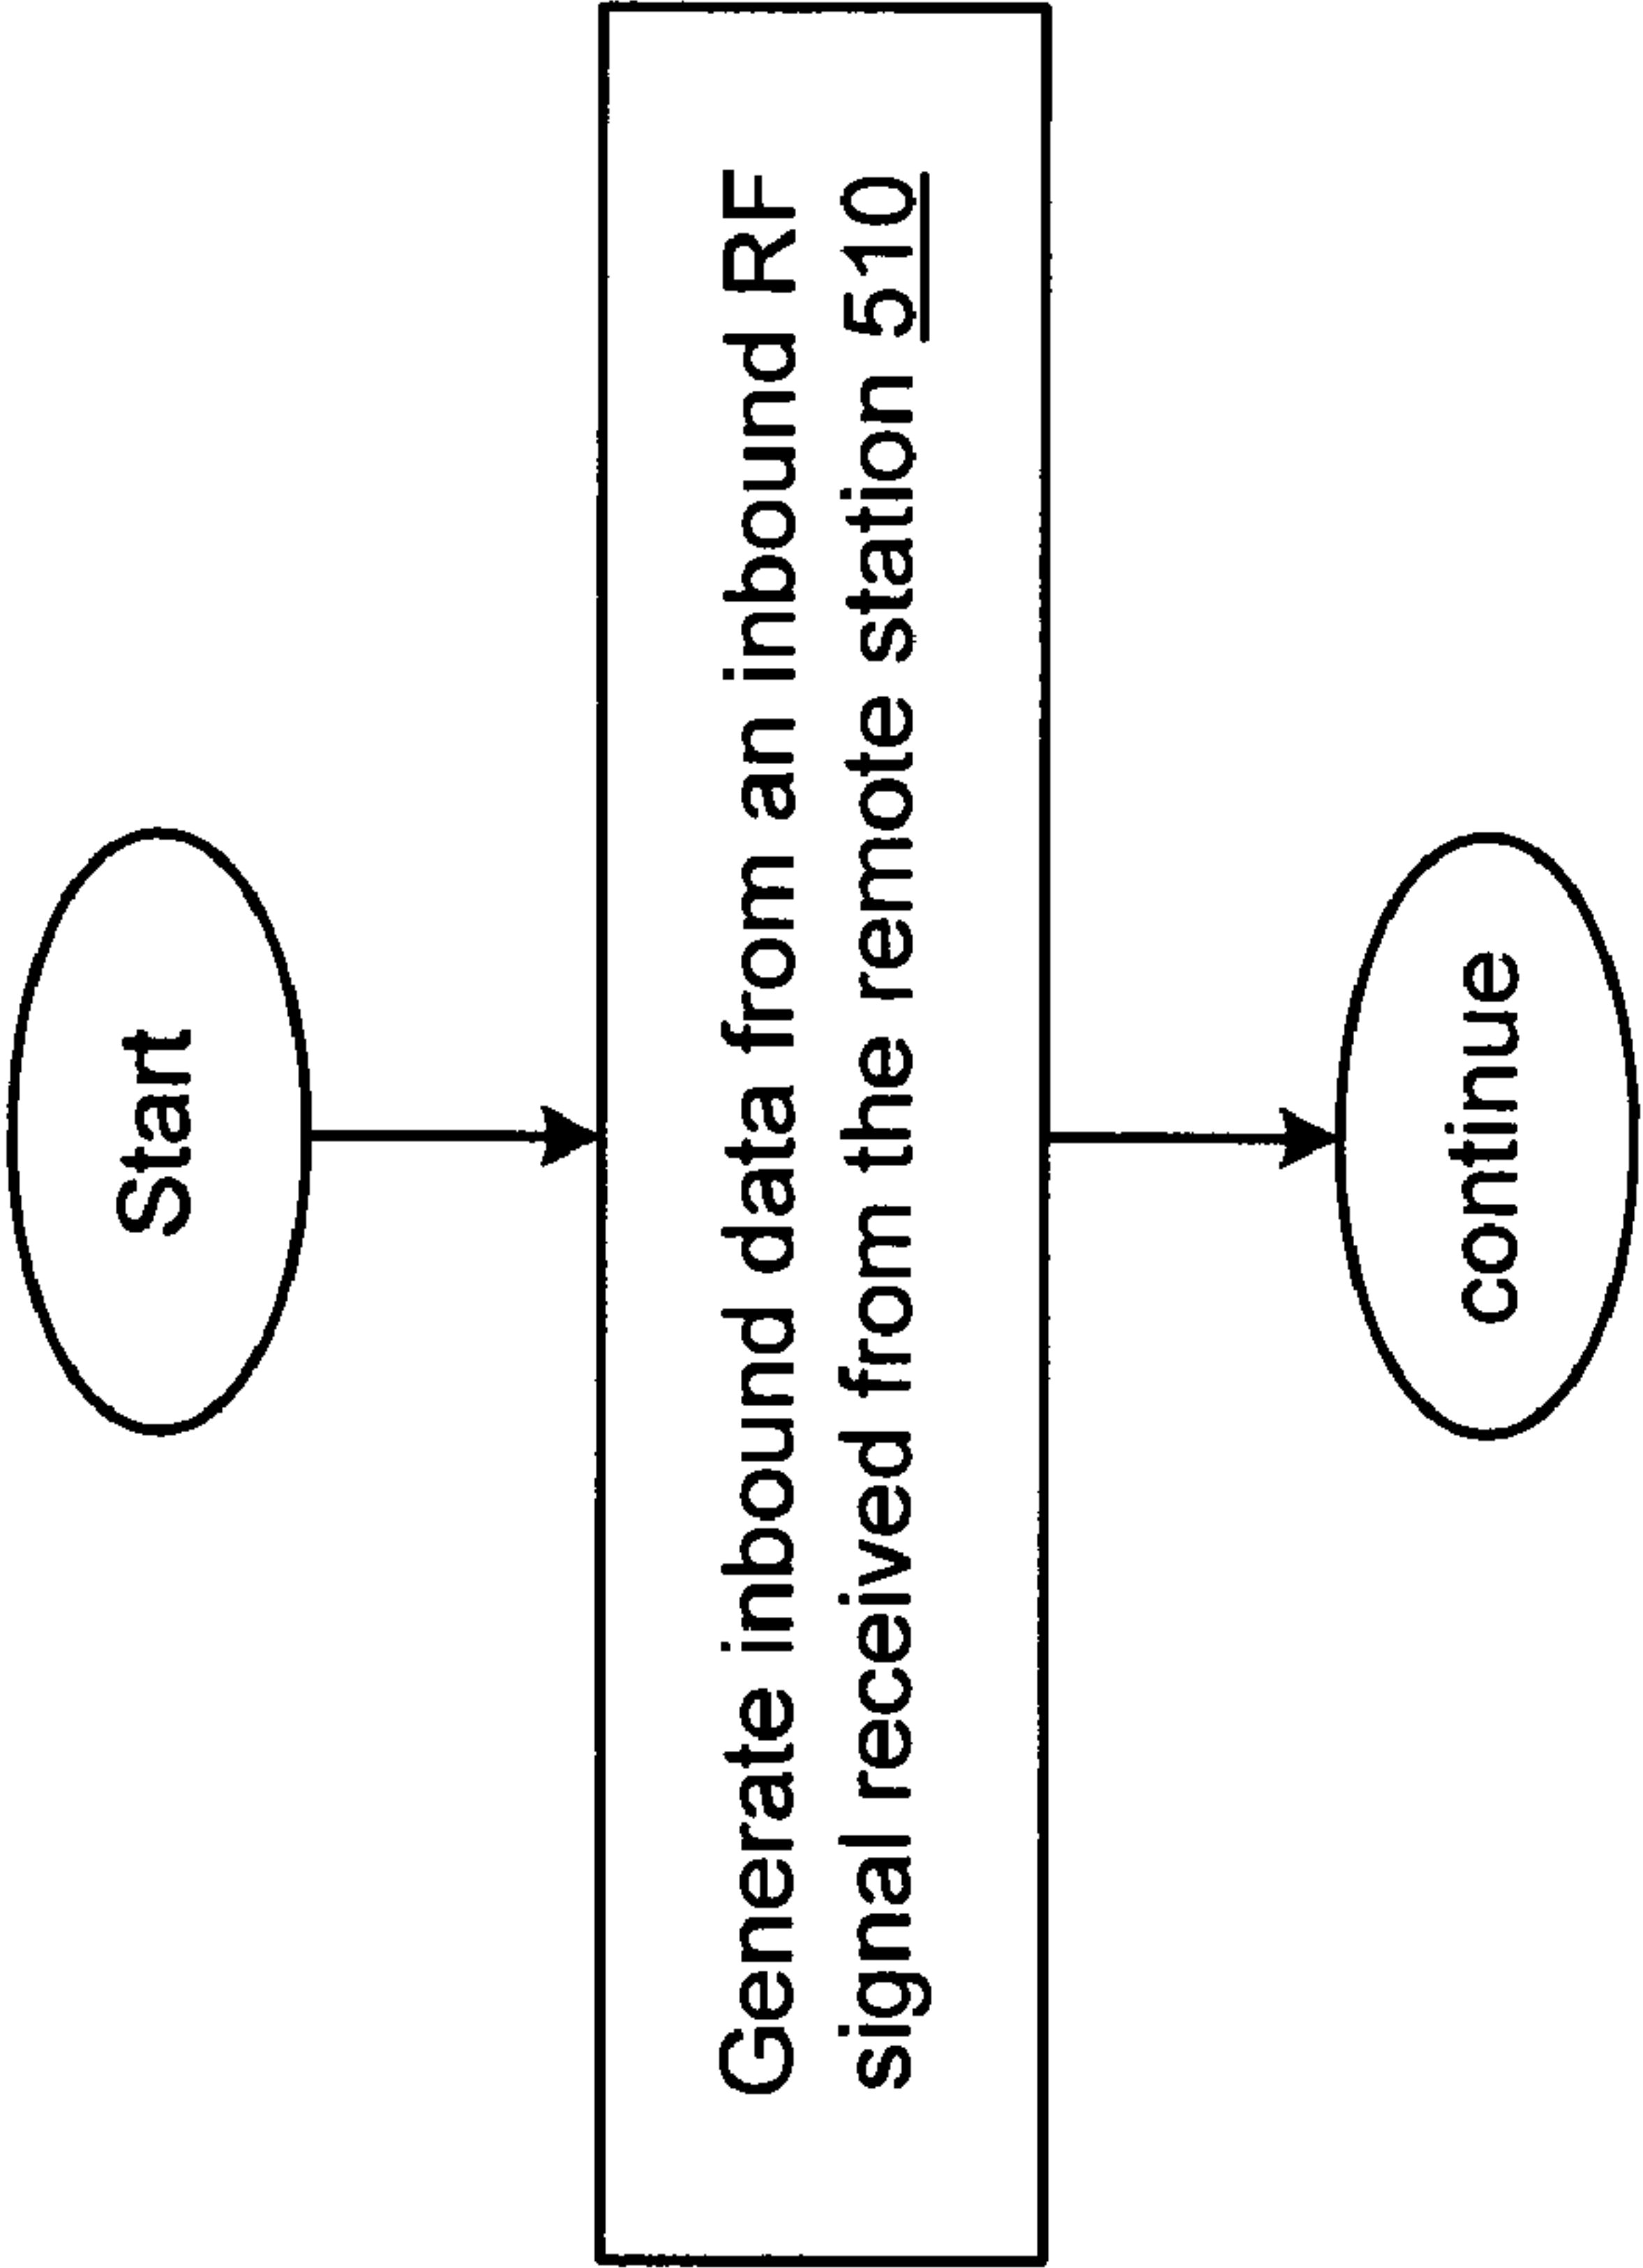 Start
Generate inbound data from an inbound RF
signal received from the remote station 510
continue